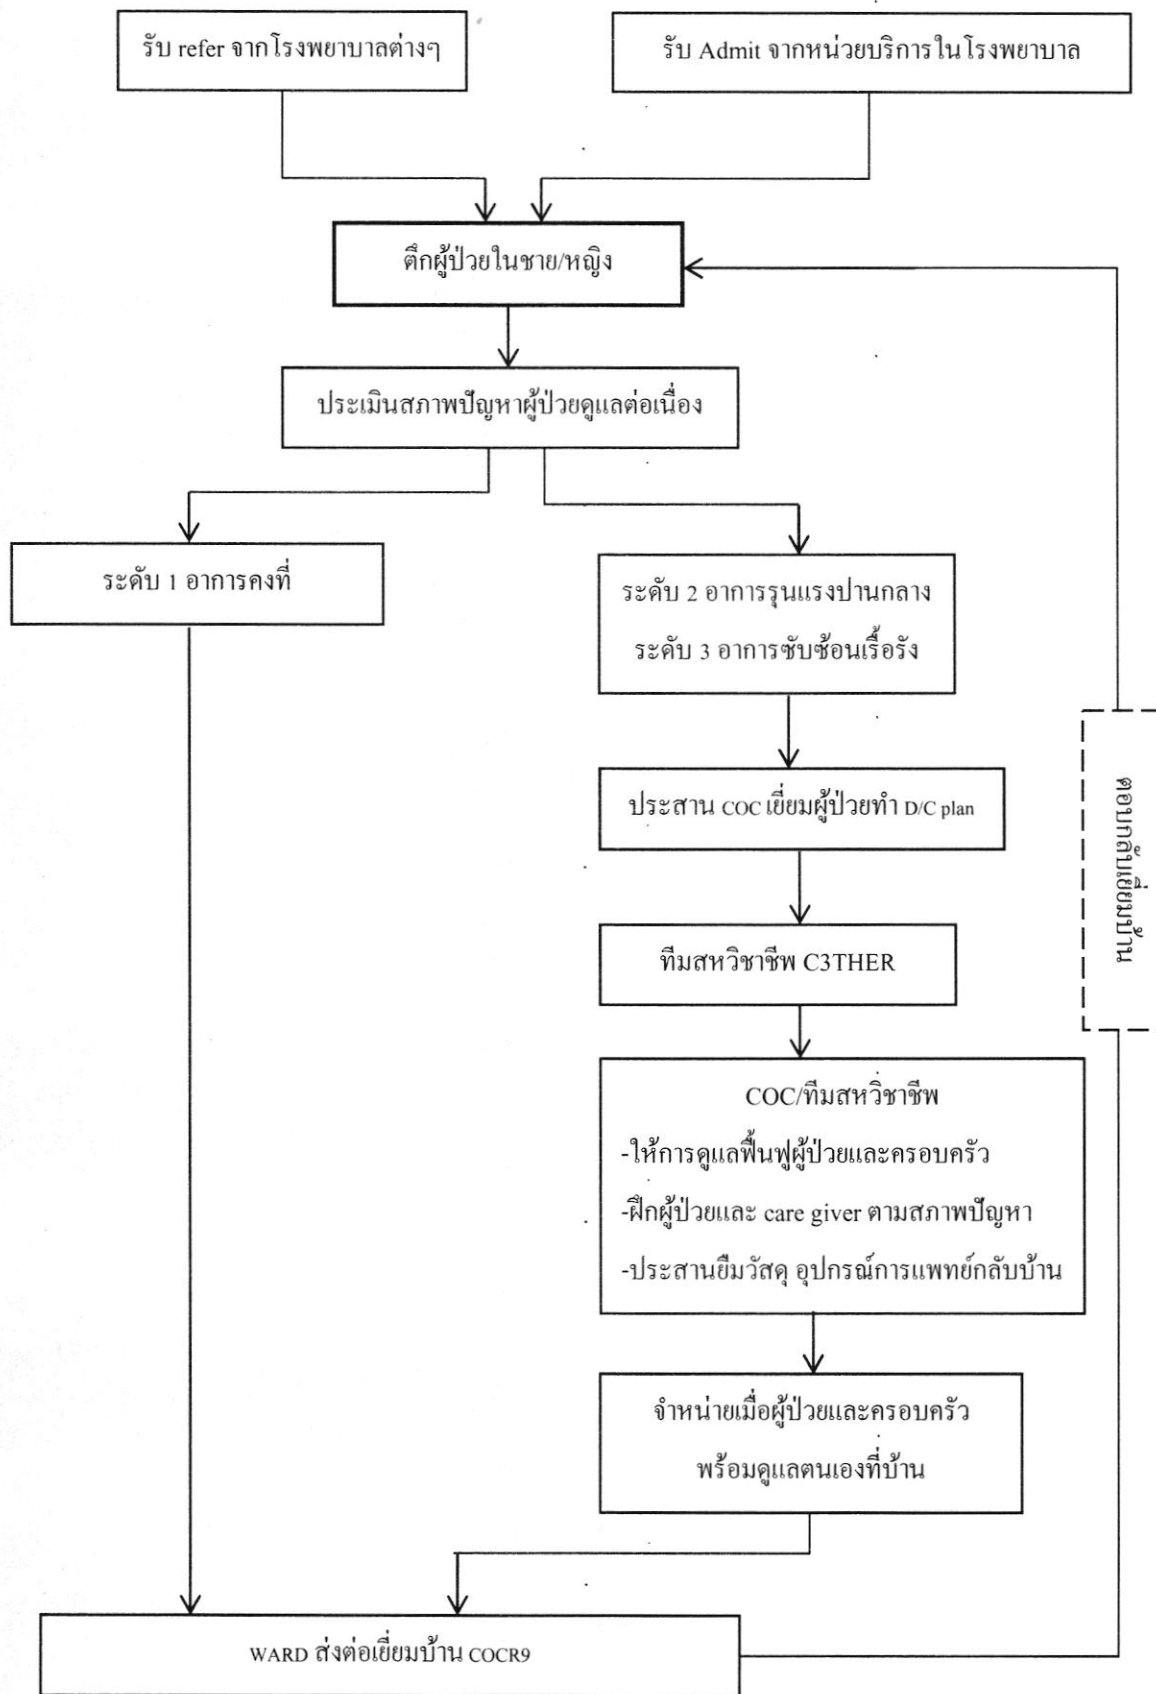 รับ refer จากโรงพยาบาลต่างๆ
รับ Admit จากหน่วยบริการในโรงพยาบาล
ตึกผู้ป่วยในชาย/หญิง
ประเมินสภาพปัญหาผู้ป่วยดูแลต่อเนื่อง
ระดับ 1 อาการคงที่
ระดับ 2 อาการรุนแรงปานกลาง
ระดับ 3 อาการซับซ้อนเรื้อรัง
ประสาน COC เยี่ยมผู้ป่วยทำ D/C plan
ตอบกลับเยี่ยมบ้าน
ทีมสหวิชาชีพ C3THER
COC/ทีมสหวิชาชีพ
-ให้การดูแลฟื้นฟูผู้ป่วยและครอบครัว
-ฝึกผู้ป่วยและ care giver ตามสภาพปัญหา
-ประสานยืมวัสดุ อุปกรณ์การแพทย์กลับบ้าน
จำหน่ายเมื่อผู้ป่วยและครอบครัว
พร้อมดูแลตนเองที่บ้าน
WARD ส่งต่อเยี่ยมบ้าน COCR9